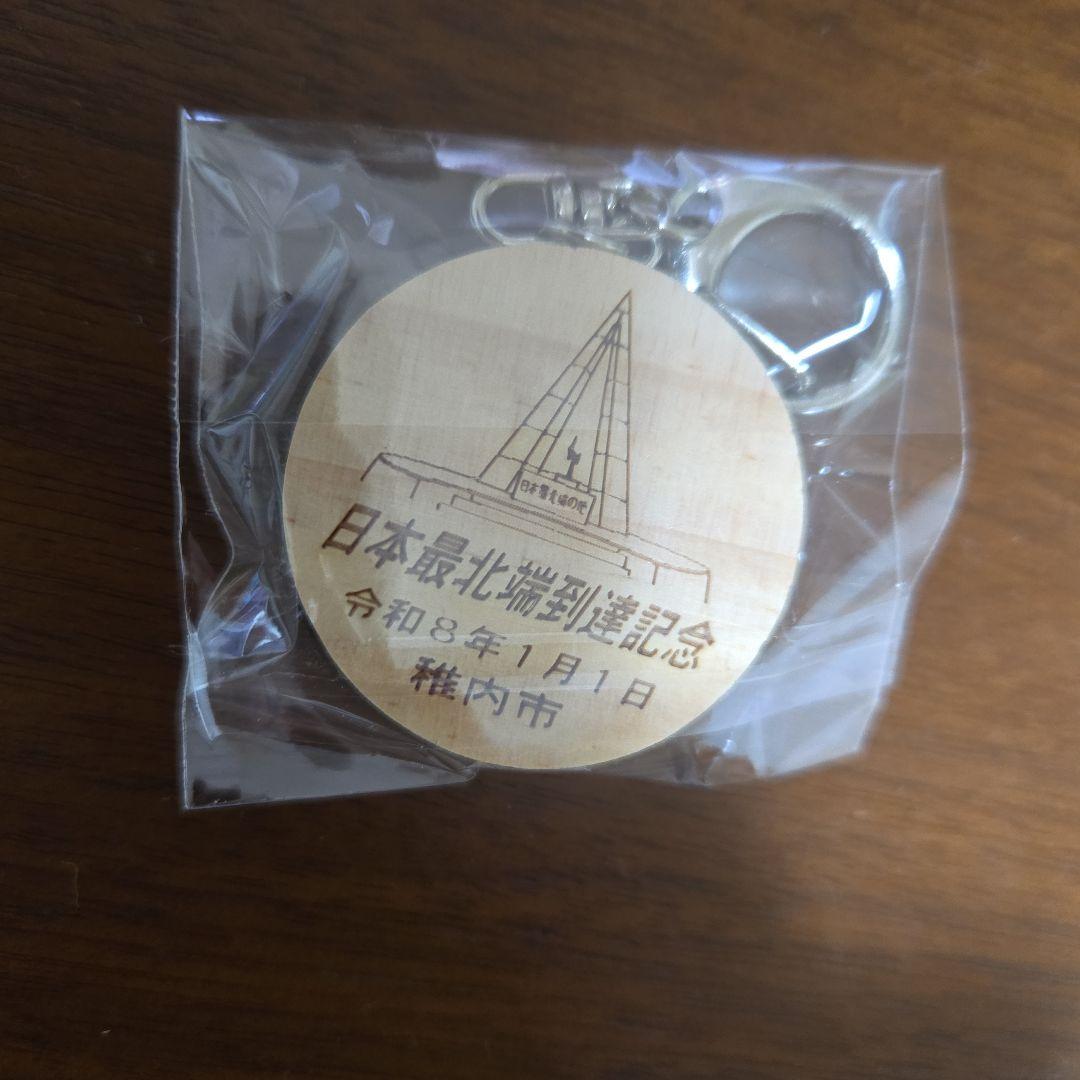 日本最北端の地
日本最北端到達記念
令和8年1月1日
稚内市